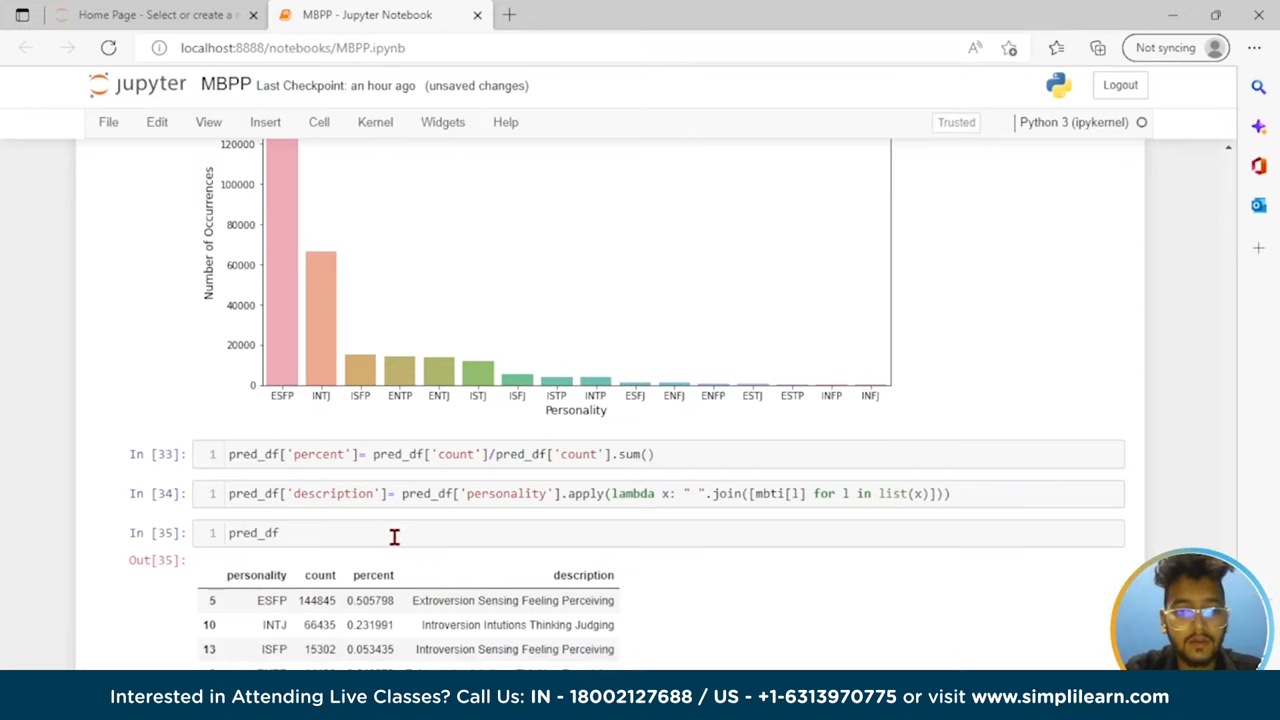 Home Page - Select or create a n
MBPP - Jupyter Notebook
localhost:8888/notebooks/MBPP.ipynb
Not syncing
jupyter MBPP Last Checkpoint: an hour ago (unsaved changes)
Logout
File Edit View Insert Cell Kernel Widgets Help
Trusted
Python 3 (ipykernel)
120000
100000
80000
60000
40000
20000
0
Number of Occurrences
ESFP INTJ ISFP ENTP ENTJ ISTJ ISFJ ISTP INTP ESFJ ENFJ ENFP ESTJ ESTP INFP INFJ
Personality
In [33]: 1 pred_df['percent']= pred_df['count']/pred_df['count'].sum()
In [34]: 1 pred_df['description']= pred_df['personality'].apply(lambda x: " ".join([mbti[l] for l in list(x)]))
In [35]: 1 pred_df
Out[35]:
personality count percent description
5 ESFP 144845 0.505798 Extroversion Sensing Feeling Perceiving
10 INTJ 66435 0.231991 Introversion Intutions Thinking Judging
13 ISFP 15302 0.053435 Introversion Sensing Feeling Perceiving
Interested in Attending Live Classes? Call Us: IN - 18002127688 / US - +1-6313970775 or visit www.simplilearn.com